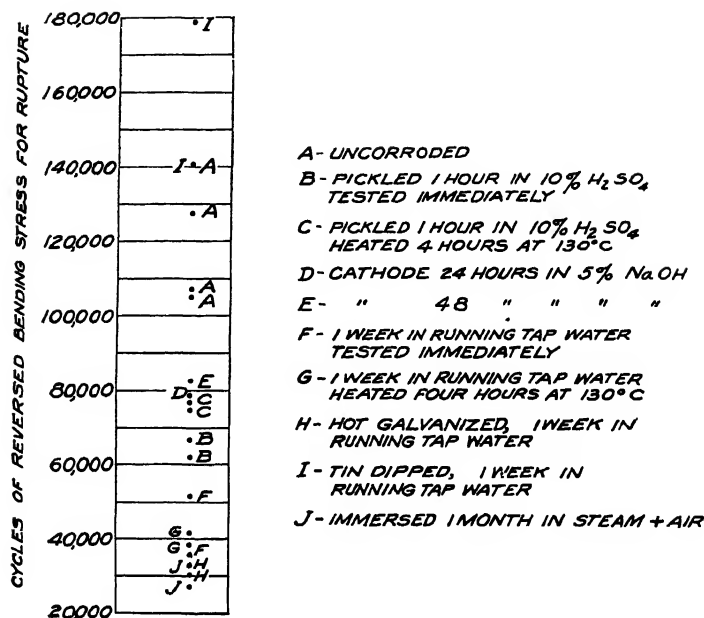 CYCLES OF REVERSED BENDING STRESS FOR RUPTURE
180,000
160,000
140,000
120,000
100,000
80,000
60,000
40,000
20,000
I
I A
A
A
A
E
D C
C
B
B
F
G
G F
J H
H
J
A - UNCORRODED
B - PICKLED 1 HOUR IN 10% H₂SO₄
TESTED IMMEDIATELY
C - PICKLED 1 HOUR IN 10% H₂SO₄
HEATED 4 HOURS AT 130°C
D - CATHODE 24 HOURS IN 5% NaOH
E - " 48 " " " "
F - 1 WEEK IN RUNNING TAP WATER
TESTED IMMEDIATELY
G - 1 WEEK IN RUNNING TAP WATER
HEATED FOUR HOURS AT 130°C
H - HOT GALVANIZED, 1 WEEK IN
RUNNING TAP WATER
I - TIN DIPPED, 1 WEEK IN
RUNNING TAP WATER
J - IMMERSED 1 MONTH IN STEAM + AIR